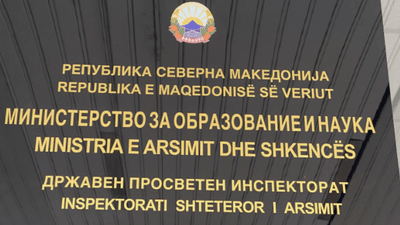 РЕПУБЛИКА СЕВЕРНА МАКЕДОНИЈА
REPUBLIKA E MAQEDONISË SË VERIUT
МИНИСТЕРСТВО ЗА ОБРАЗОВАНИЕ И НАУКА
MINISTRIA E ARSIMIT DHE SHKENCËS
ДРЖАВЕН ПРОСВЕТЕН ИНСПЕКТОРАТ
INSPEKTORATI SHTETEROR I ARSIMIT